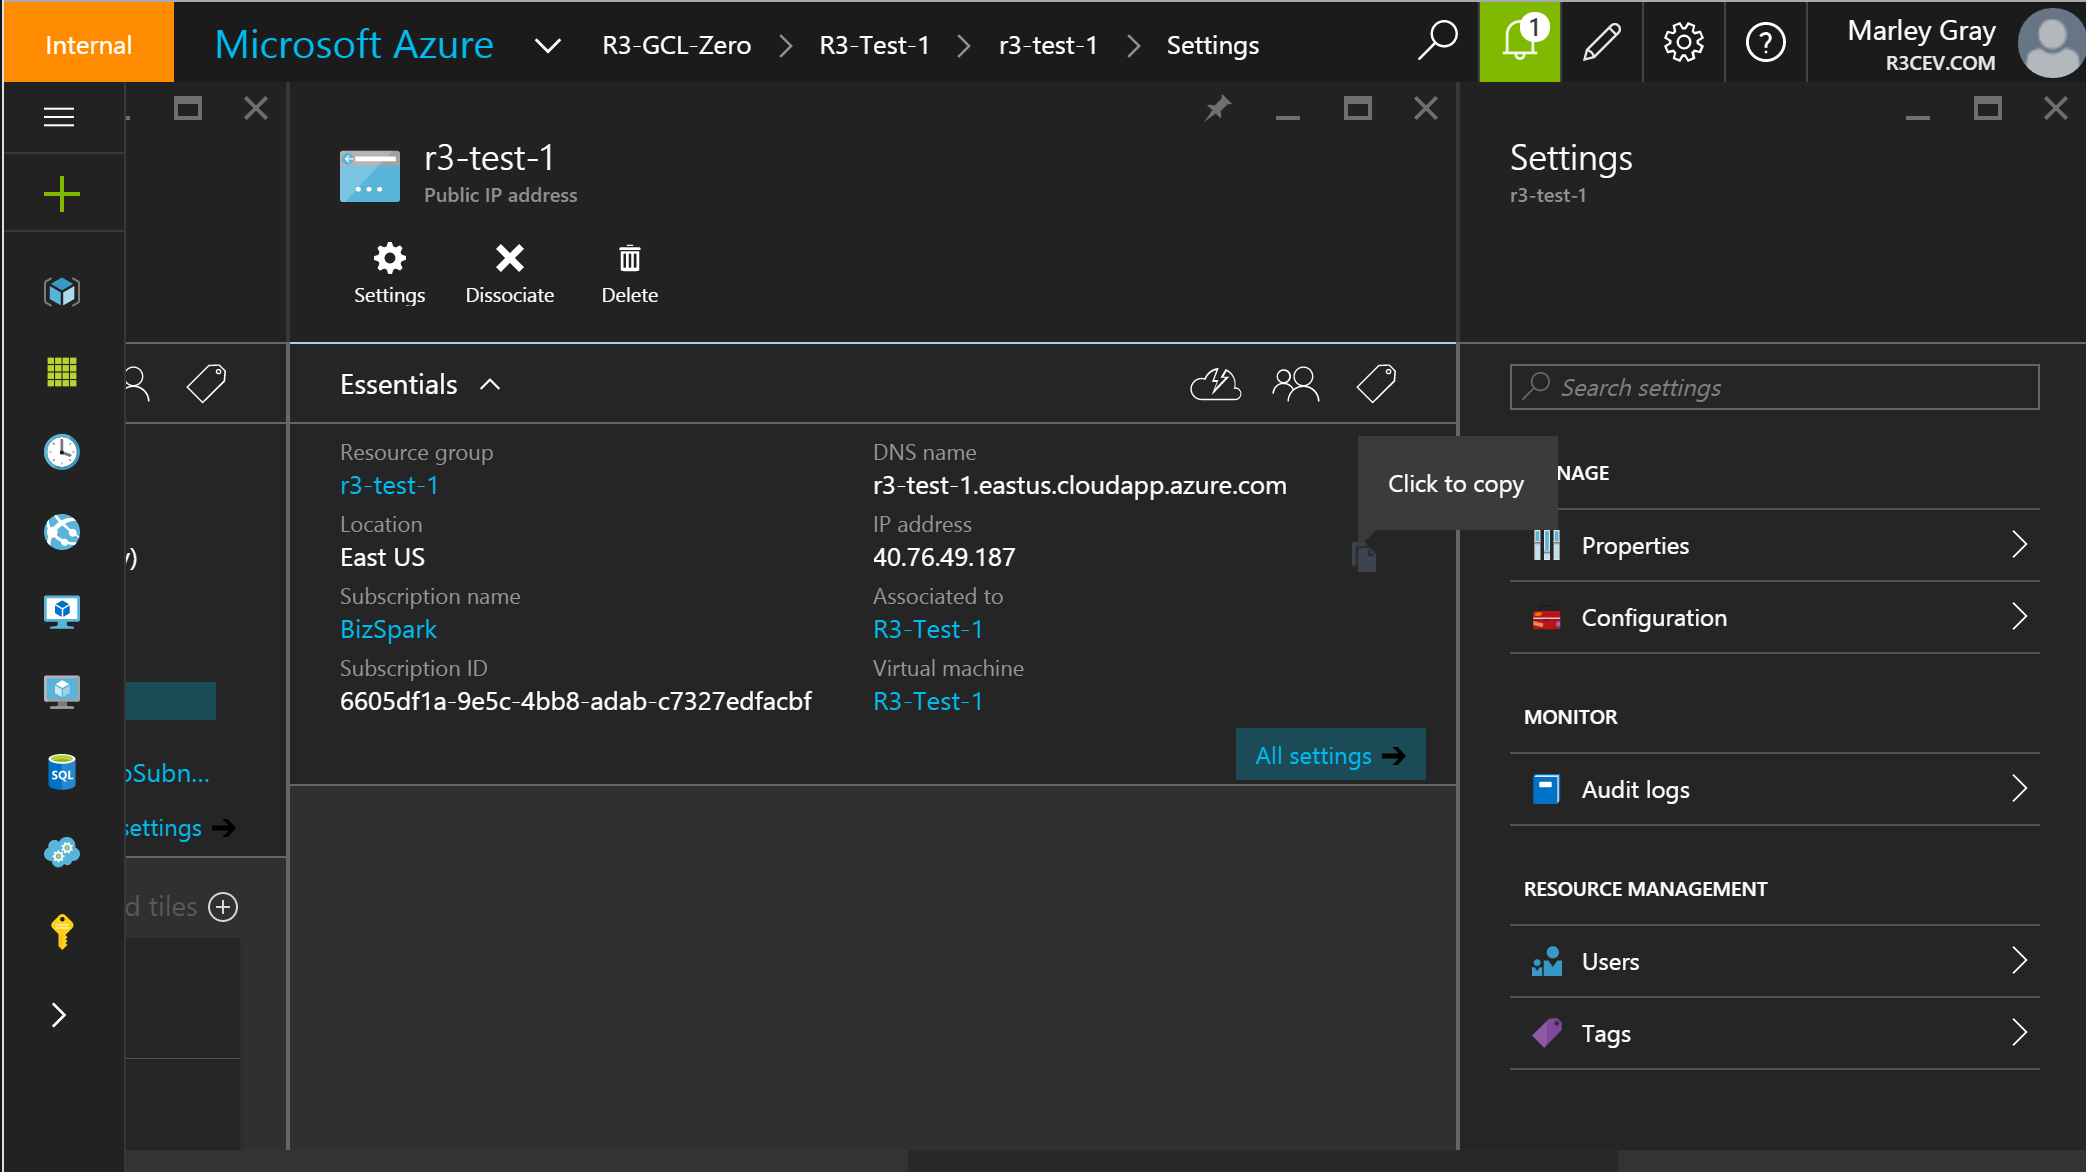 Internal
Microsoft Azure
R3-GCL-Zero
R3-Test-1
r3-test-1
Settings
1
Marley Gray
R3CEV.COM
r3-test-1
Public IP address
Settings
Dissociate
Delete
Essentials
Resource group
r3-test-1
Location
East US
Subscription name
BizSpark
Subscription ID
6605df1a-9e5c-4bb8-adab-c7327edfacbf
DNS name
r3-test-1.eastus.cloudapp.azure.com
IP address
40.76.49.187
Associated to
R3-Test-1
Virtual machine
R3-Test-1
All settings
Click to copy
Settings
r3-test-1
Search settings
NAGE
Properties
Configuration
MONITOR
Audit logs
RESOURCE MANAGEMENT
Users
Tags
SQL
Subn...
settings
d tiles